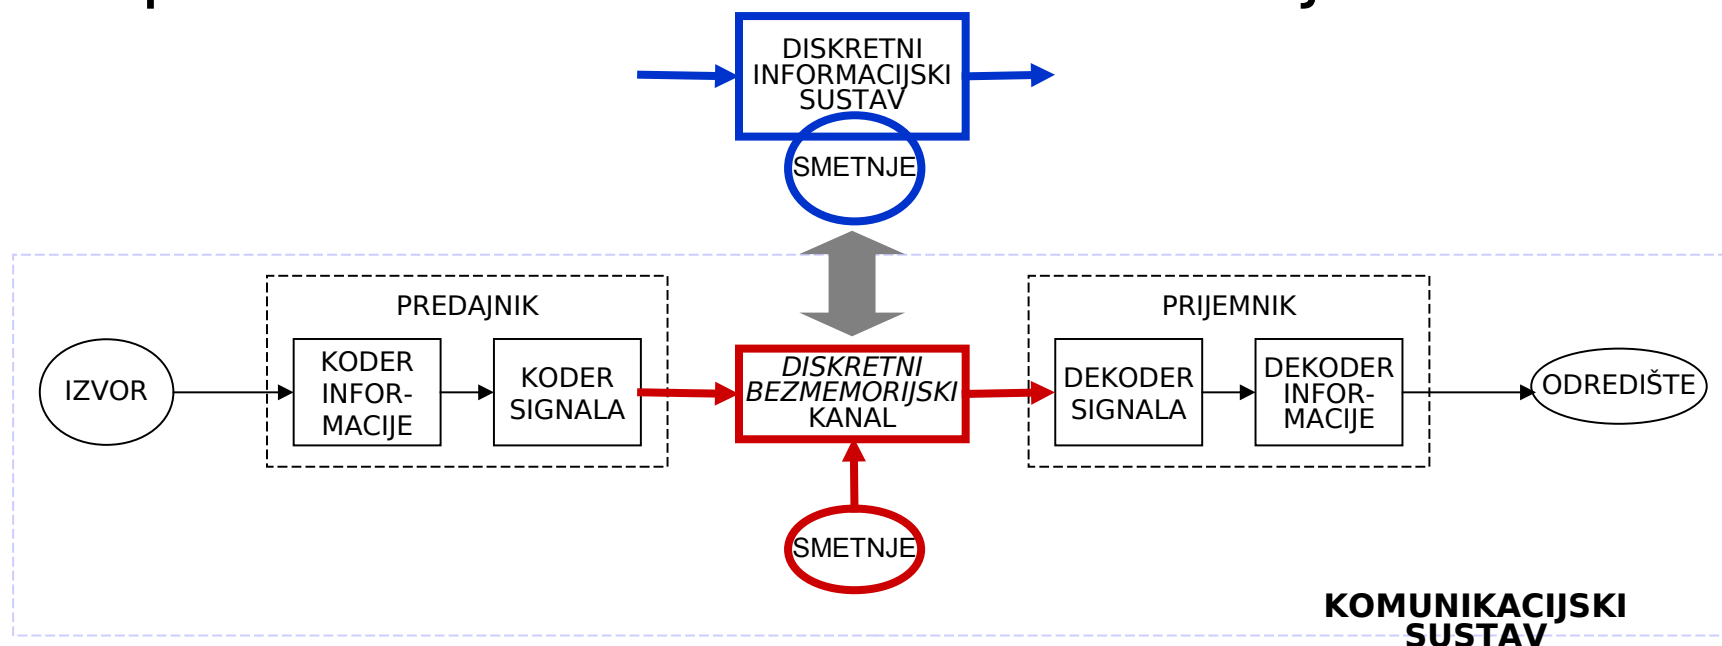 DISKRETNI
INFORMACIJSKI
SUSTAV
SMETNJE
PREDAJNIK
PRIJEMNIK
IZVOR
KODER
INFOR-
MACIJE
KODER
SIGNALA
DISKRETNI
BEZMEMORIJSKI
KANAL
DEKODER
SIGNALA
DEKODER
INFOR-
MACIJE
ODREDIŠTE
SMETNJE
KOMUNIKACIJSKI
SUSTAV